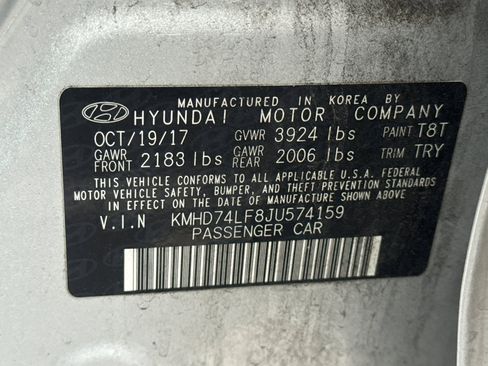 MANUFACTURED IN KOREA BY
HYUNDAI MOTOR COMPANY
OCT/19/17 GVWR 3924 lbs PAINT T8T
GAWR FRONT 2183 lbs GAWR REAR 2006 lbs TRIM TRY
THIS VEHICLE CONFORMS TO ALL APPLICABLE U.S.A. FEDERAL
MOTOR VEHICLE SAFETY, BUMPER, AND THEFT PREVENTION STANDARDS
IN EFFECT ON THE DATE OF MANUFACTURE SHOWN ABOVE
V.I.N KMHD74LF8JU574159
PASSENGER CAR